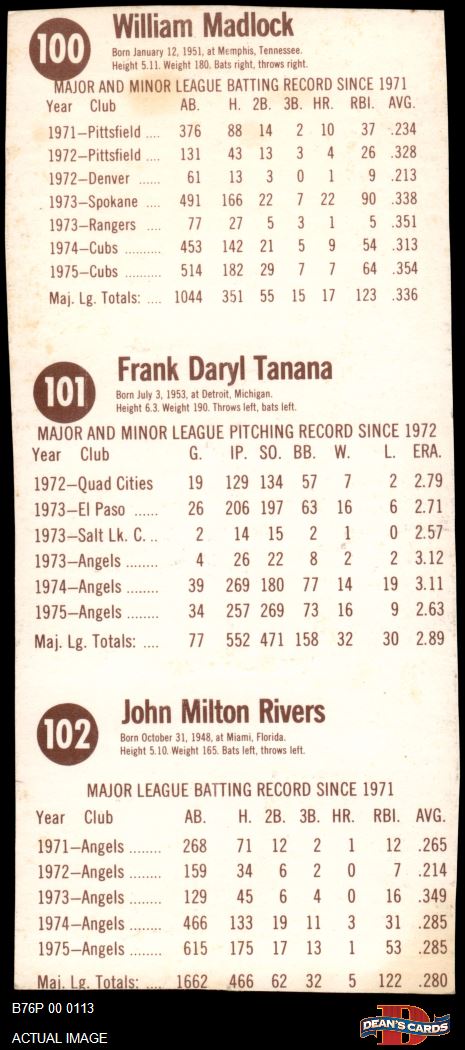 100
William Madlock
Born January 12, 1951, at Memphis, Tennessee.
Height 5.11. Weight 180. Bats right, throws right.
MAJOR AND MINOR LEAGUE BATTING RECORD SINCE 1971
Year Club AB. H. 2B. 3B. HR. RBI. AVG.
1971—Pittsfield .... 376 88 14 2 10 37 .234
1972—Pittsfield .... 131 43 13 3 4 26 .328
1972—Denver ...... 61 13 3 0 1 9 .213
1973—Spokane .... 491 166 22 7 22 90 .338
1973—Rangers .... 77 27 5 3 1 5 .351
1974—Cubs ......... 453 142 21 5 9 54 .313
1975—Cubs ......... 514 182 29 7 7 64 .354
Maj. Lg. Totals: .... 1044 351 55 15 17 123 .336
101
Frank Daryl Tanana
Born July 3, 1953, at Detroit, Michigan.
Height 6.3. Weight 190. Throws left, bats left.
MAJOR AND MINOR LEAGUE PITCHING RECORD SINCE 1972
Year Club G. IP. SO. BB. W. L. ERA.
1972—Quad Cities 19 129 134 57 7 2 2.79
1973—El Paso ...... 26 206 197 63 16 6 2.71
1973—Salt Lk. C. .. 2 14 15 2 1 0 2.57
1973—Angels ........ 4 26 22 8 2 2 3.12
1974—Angels ........ 39 269 180 77 14 19 3.11
1975—Angels ........ 34 257 269 73 16 9 2.63
Maj. Lg. Totals: .... 77 552 471 158 32 30 2.89
102
John Milton Rivers
Born October 31, 1948, at Miami, Florida.
Height 5.10. Weight 165. Bats left, throws left.
MAJOR LEAGUE BATTING RECORD SINCE 1971
Year Club AB. H. 2B. 3B. HR. RBI. AVG.
1971—Angels ........ 268 71 12 2 1 12 .265
1972—Angels ........ 159 34 6 2 0 7 .214
1973—Angels ........ 129 45 6 4 0 16 .349
1974—Angels ........ 466 133 19 11 3 31 .285
1975—Angels ........ 615 175 17 13 1 53 .285
Maj. Lg. Totals: .... 1662 466 62 32 5 122 .280
B76P 00 0113
ACTUAL IMAGE
D
DEAN'S CARDS